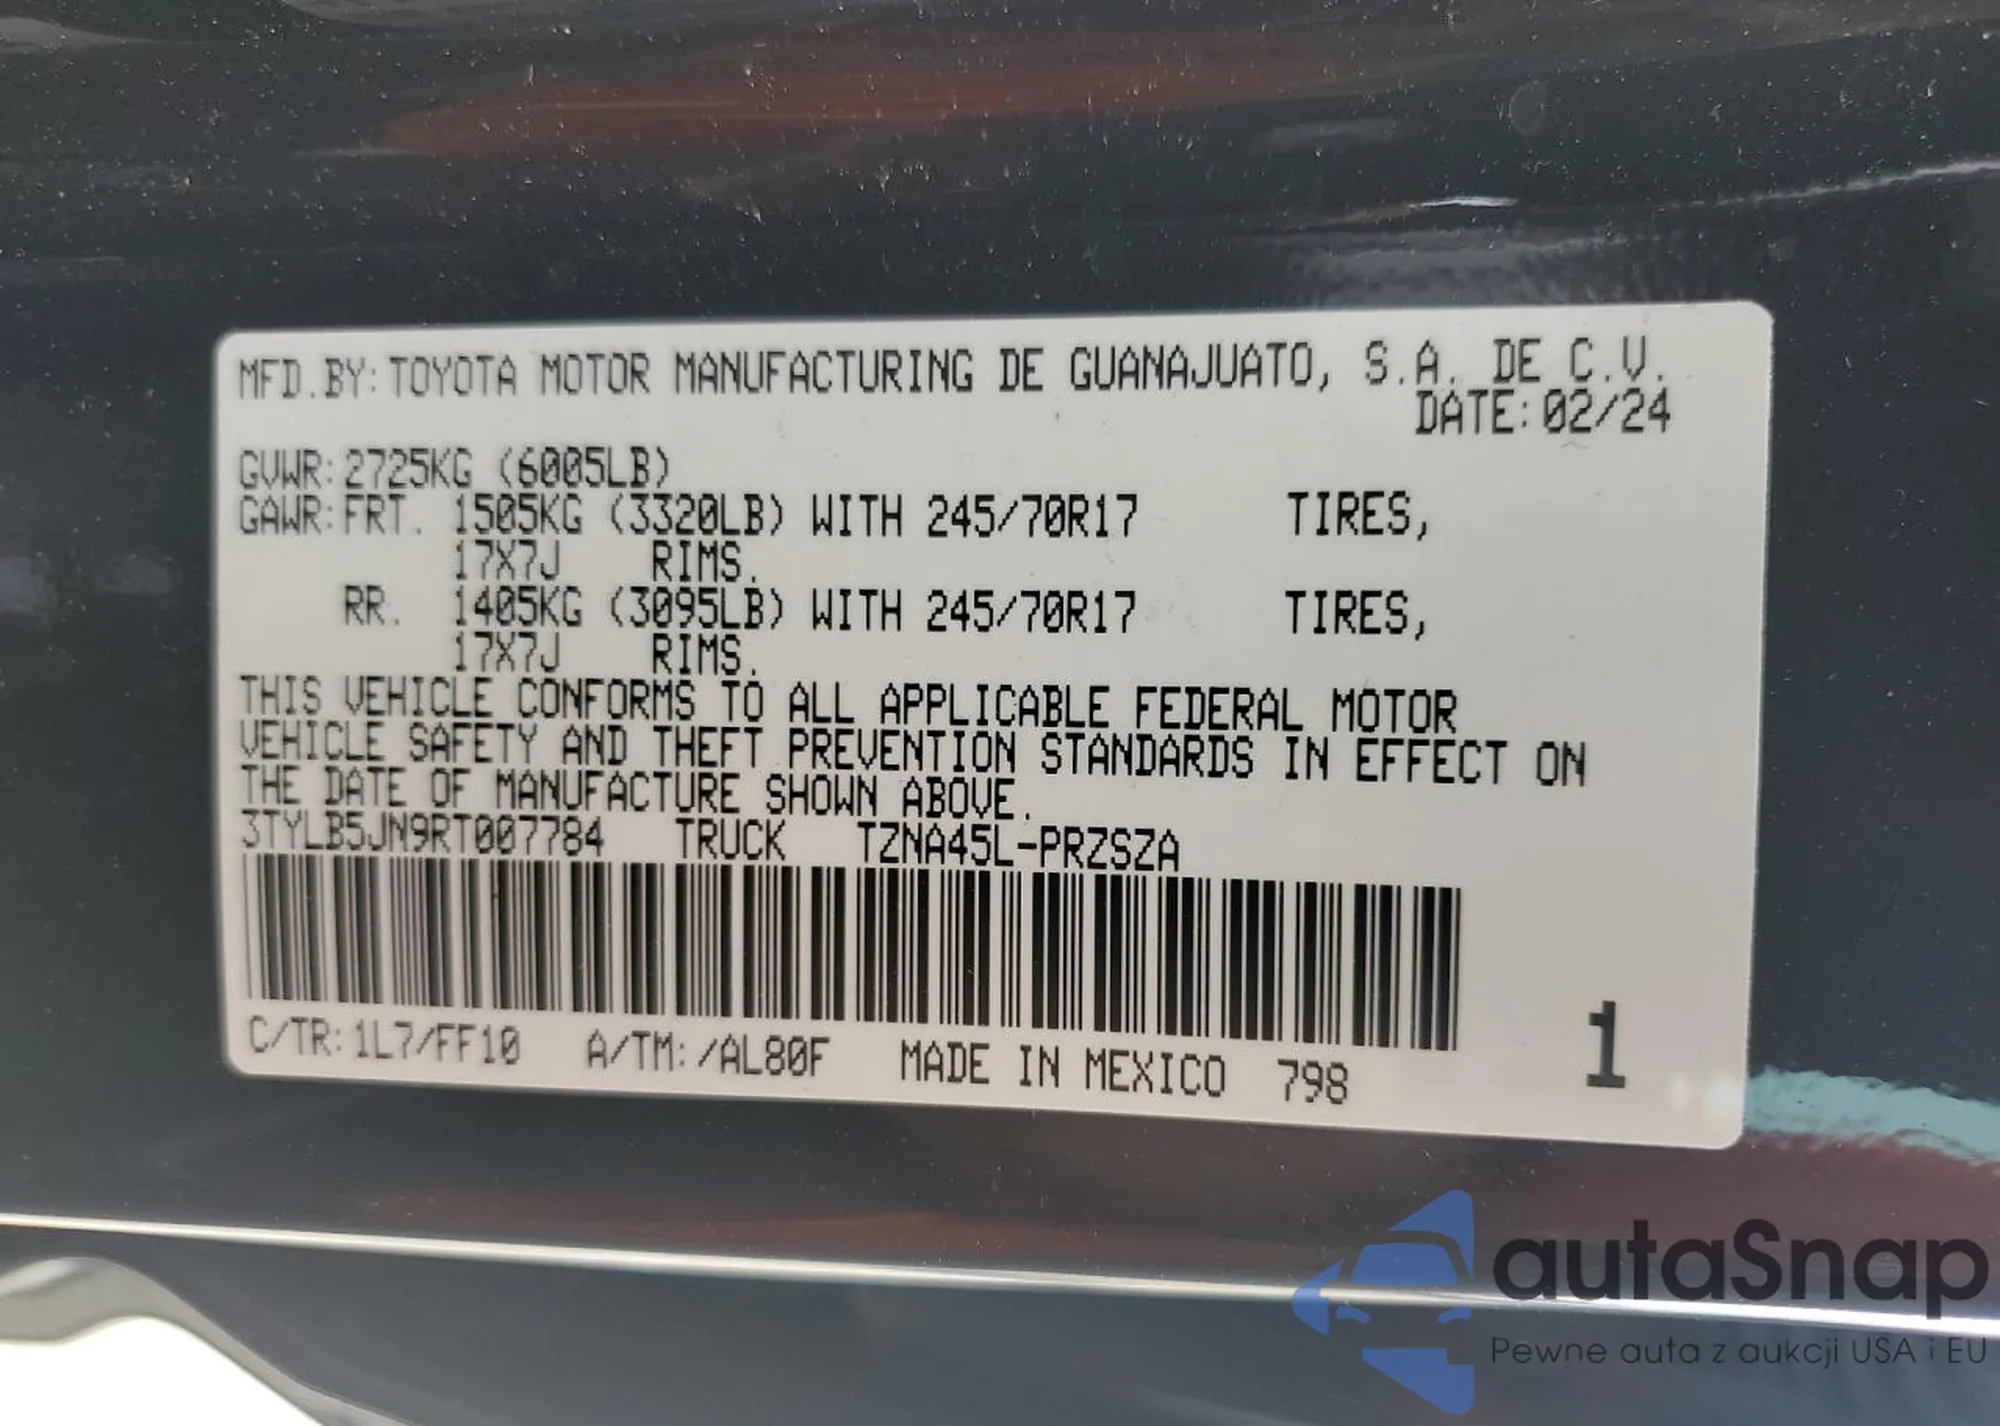 MFD.BY: TOYOTA MOTOR MANUFACTURING DE GUANAJUATO, S.A. DE C.V.
DATE: 02/24
GVWR: 2725KG (6005LB)
GAWR: FRT. 1505KG (3320LB) WITH 245/70R17 TIRES,
17X7J RIMS.
RR. 1405KG (3095LB) WITH 245/70R17 TIRES,
17X7J RIMS.
THIS VEHICLE CONFORMS TO ALL APPLICABLE FEDERAL MOTOR
VEHICLE SAFETY AND THEFT PREVENTION STANDARDS IN EFFECT ON
THE DATE OF MANUFACTURE SHOWN ABOVE.
3TYLB5JN9RT007784 TRUCK TZNA45L-PRZSZA
C/TR: 1L7/FF10 A/TM: /AL80F MADE IN MEXICO 798
1
autaSnap
Pewne auta z aukcji USA i EU